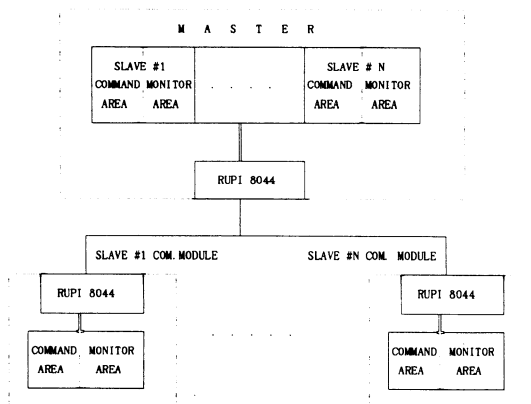 M A S T E R
SLAVE #1 SLAVE # N
COMMAND MONITOR . . . . COMMAND MONITOR
AREA AREA AREA AREA
RUPI 8044
SLAVE #1 COM. MODULE SLAVE #N COM. MODULE
RUPI 8044 RUPI 8044
. . . .
COMMAND MONITOR COMMAND MONITOR
AREA AREA AREA AREA